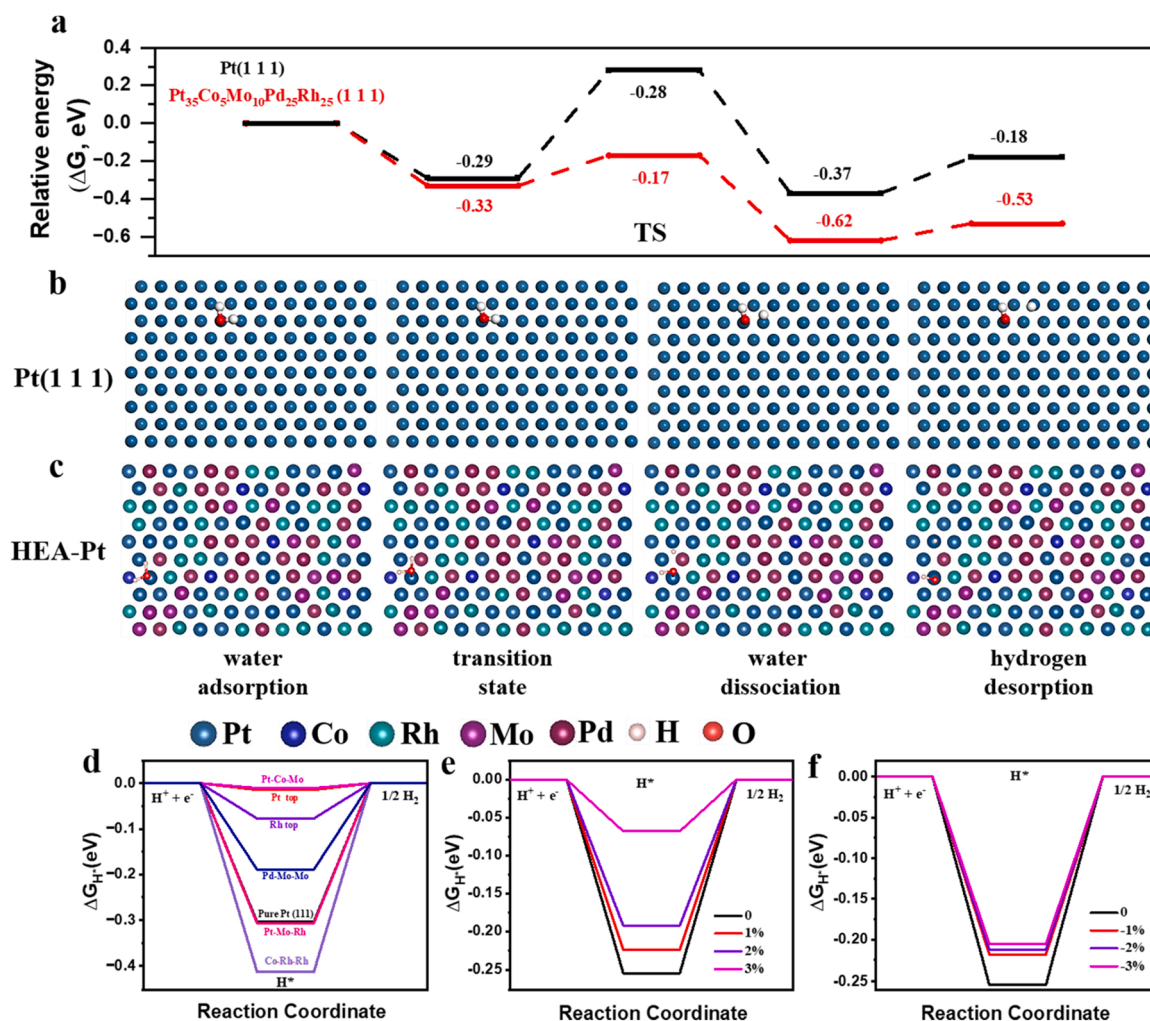 a
0.4
0.2
0.0
−0.2
−0.4
−0.6
Relative energy
(ΔG, eV)
Pt(1 1 1)
Pt₃₅Co₅Mo₁₀Pd₂₅Rh₂₅ (1 1 1)
-0.29
-0.33
-0.28
-0.17
TS
-0.37
-0.62
-0.18
-0.53
b
Pt(1 1 1)
c
HEA-Pt
water
adsorption
transition
state
water
dissociation
hydrogen
desorption
Pt Co Rh Mo Pd H O
d
0.0
−0.1
−0.2
−0.3
−0.4
ΔG_H*(eV)
H⁺ + e⁻
Pt-Co-Mo
Pt top
Rh top
Pd-Mo-Mo
Pure Pt (111)
Pt-Mo-Rh
Co-Rh-Rh
H*
1/2 H₂
Reaction Coordinate
e
0.00
−0.05
−0.10
−0.15
−0.20
−0.25
ΔG_H*(eV)
H⁺ + e⁻
H*
1/2 H₂
0
1%
2%
3%
Reaction Coordinate
f
0.00
−0.05
−0.10
−0.15
−0.20
−0.25
ΔG_H*(eV)
H⁺ + e⁻
H*
1/2 H₂
0
-1%
-2%
-3%
Reaction Coordinate